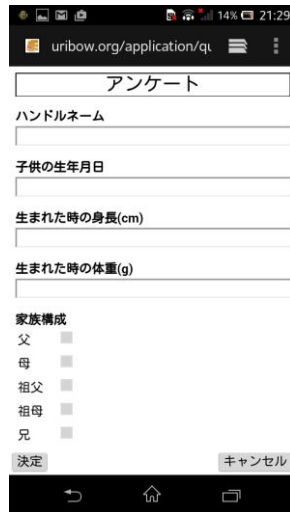 14% 21:29
uribow.org/application/qu
アンケート
ハンドルネーム
子供の生年月日
生まれた時の身長(cm)
生まれた時の体重(g)
家族構成
父
母
祖父
祖母
兄
決定 キャンセル